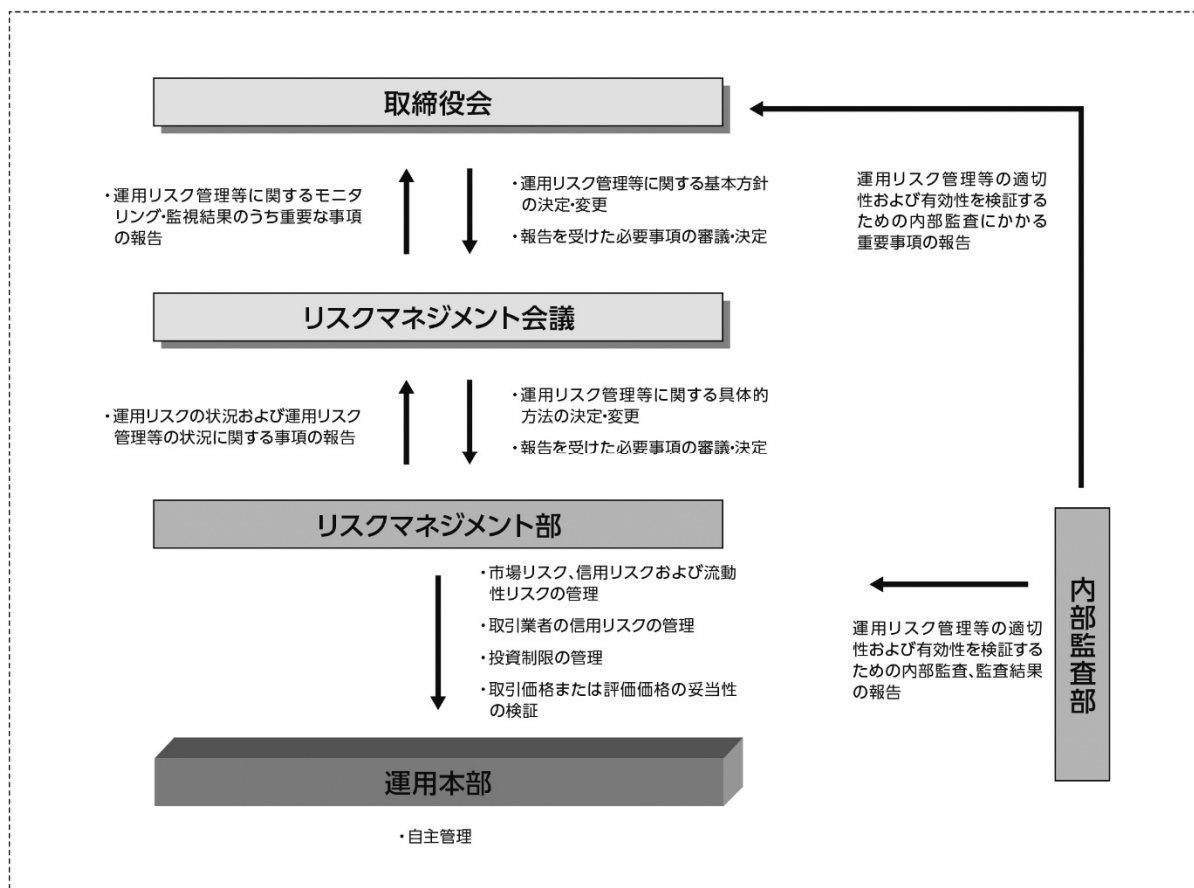 取締役会
・運用リスク管理等に関するモニタ
リング・監視結果のうち重要な事項
の報告
・運用リスク管理等に関する基本方針
の決定・変更
・報告を受けた必要事項の審議・決定
運用リスク管理等の適切
性および有効性を検証する
ための内部監査にかかる
重要事項の報告
リスクマネジメント会議
・運用リスクの状況および運用リスク
管理等の状況に関する事項の報告
・運用リスク管理等に関する具体的
方法の決定・変更
・報告を受けた必要事項の審議・決定
リスクマネジメント部
・市場リスク、信用リスクおよび流動
性リスクの管理
・取引業者の信用リスクの管理
・投資制限の管理
・取引価格または評価価格の妥当性
の検証
運用リスク管理等の適切
性および有効性を検証する
ための内部監査、監査結果
の報告
内部監査部
運用本部
・自主管理